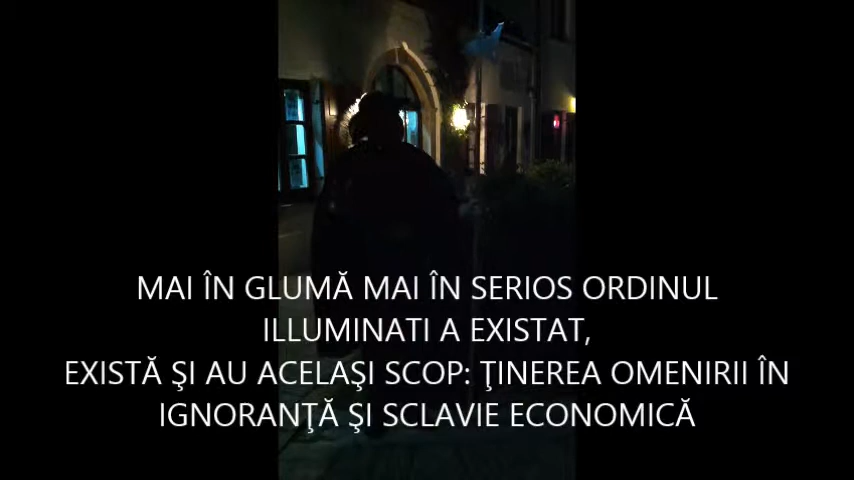 MAI ÎN GLUMĂ MAI ÎN SERIOS ORDINUL
ILLUMINATI A EXISTAT,
EXISTĂ ŞI AU ACELAŞI SCOP: ŢINEREA OMENIRII ÎN
IGNORANŢĂ ŞI SCLAVIE ECONOMICĂ